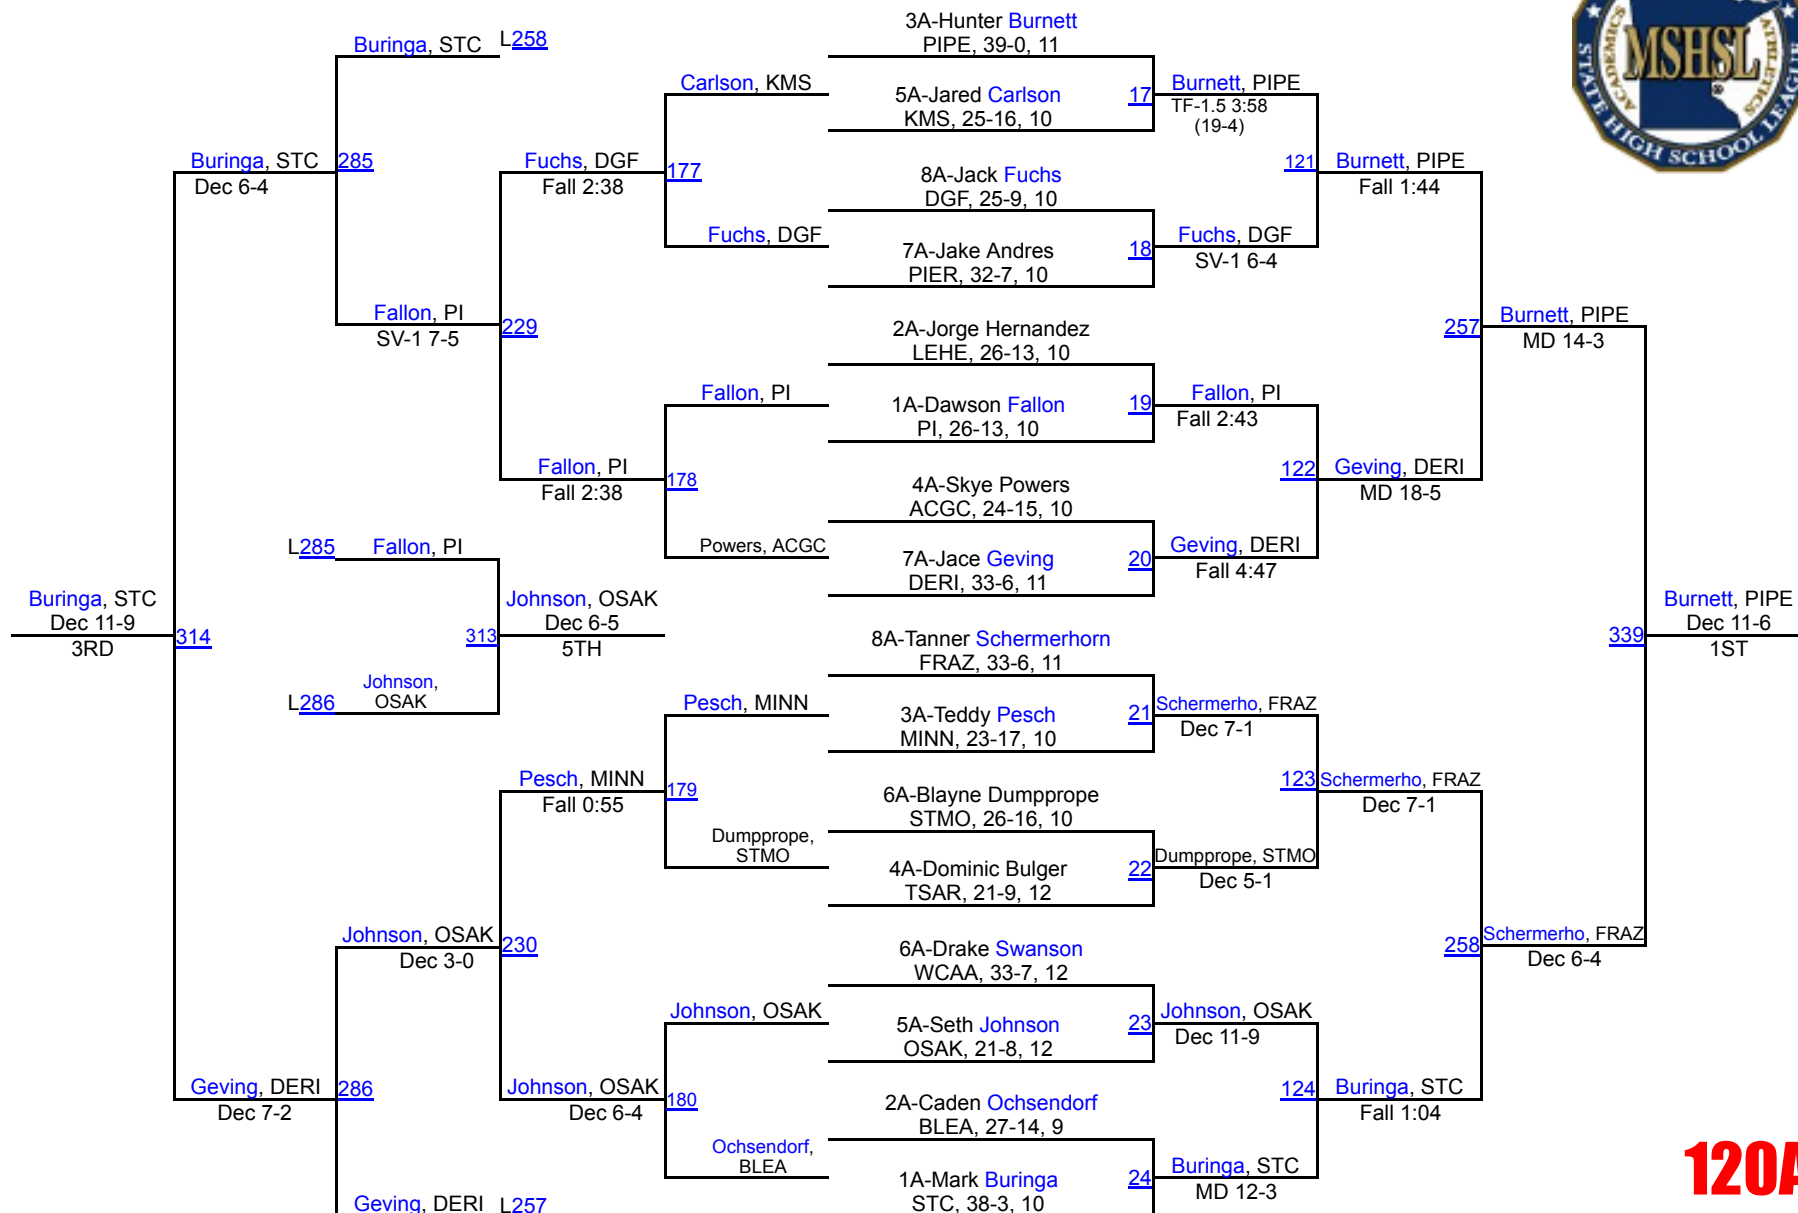 3A-Hunter Burnett
PIPE, 39-0, 11
Buringa, STC L258
Carlson, KMS
5A-Jared Carlson
KMS, 25-16, 10
17
Burnett, PIPE
TF-1.5 3:58
(19-4)
MSHSL
®
ACADEMICS
ATHLETICS
STATE HIGH SCHOOL LEAGUE
Buringa, STC
Dec 6-4
285
Fuchs, DGF
Fall 2:38
177
8A-Jack Fuchs
DGF, 25-9, 10
121
Burnett, PIPE
Fall 1:44
Fuchs, DGF
7A-Jake Andres
PIER, 32-7, 10
18
Fuchs, DGF
SV-1 6-4
Fallon, PI
SV-1 7-5
229
2A-Jorge Hernandez
LEHE, 26-13, 10
257
Burnett, PIPE
MD 14-3
Fallon, PI
1A-Dawson Fallon
PI, 26-13, 10
19
Fallon, PI
Fall 2:43
Fallon, PI
Fall 2:38
178
4A-Skye Powers
ACGC, 24-15, 10
122
Geving, DERI
MD 18-5
L285
Fallon, PI
Powers, ACGC
7A-Jace Geving
DERI, 33-6, 11
20
Geving, DERI
Fall 4:47
Buringa, STC
Dec 11-9
3RD
314
313
Johnson, OSAK
Dec 6-5
5TH
8A-Tanner Schermerhorn
FRAZ, 33-6, 11
339
Burnett, PIPE
Dec 11-6
1ST
L286
Johnson,
OSAK
Pesch, MINN
3A-Teddy Pesch
MINN, 23-17, 10
21
Schermerho, FRAZ
Dec 7-1
Pesch, MINN
Fall 0:55
179
6A-Blayne Dumpprope
STMO, 26-16, 10
123
Schermerho, FRAZ
Dec 7-1
Dumpprope,
STMO
4A-Dominic Bulger
TSAR, 21-9, 12
22
Dumpprope, STMO
Dec 5-1
Johnson, OSAK
Dec 3-0
230
6A-Drake Swanson
WCAA, 33-7, 12
258
Schermerho, FRAZ
Dec 6-4
Johnson, OSAK
5A-Seth Johnson
OSAK, 21-8, 12
23
Johnson, OSAK
Dec 11-9
Geving, DERI
Dec 7-2
286
Johnson, OSAK
Dec 6-4
180
2A-Caden Ochsendorf
BLEA, 27-14, 9
124
Buringa, STC
Fall 1:04
Ochsendorf,
BLEA
1A-Mark Buringa
STC, 38-3, 10
24
Buringa, STC
MD 12-3
Geving, DERI L257
120A